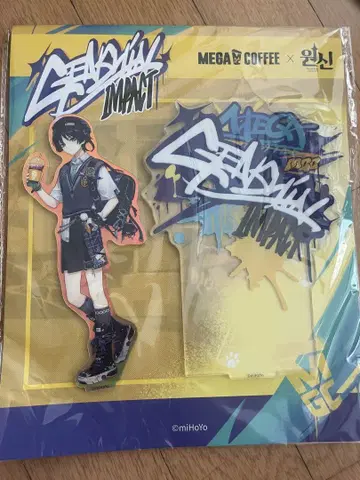 GENSHIN
IMPACT
MEGA COFFEE × 원신
MEGA
GENSHIN
IMPACT
©miHoYo